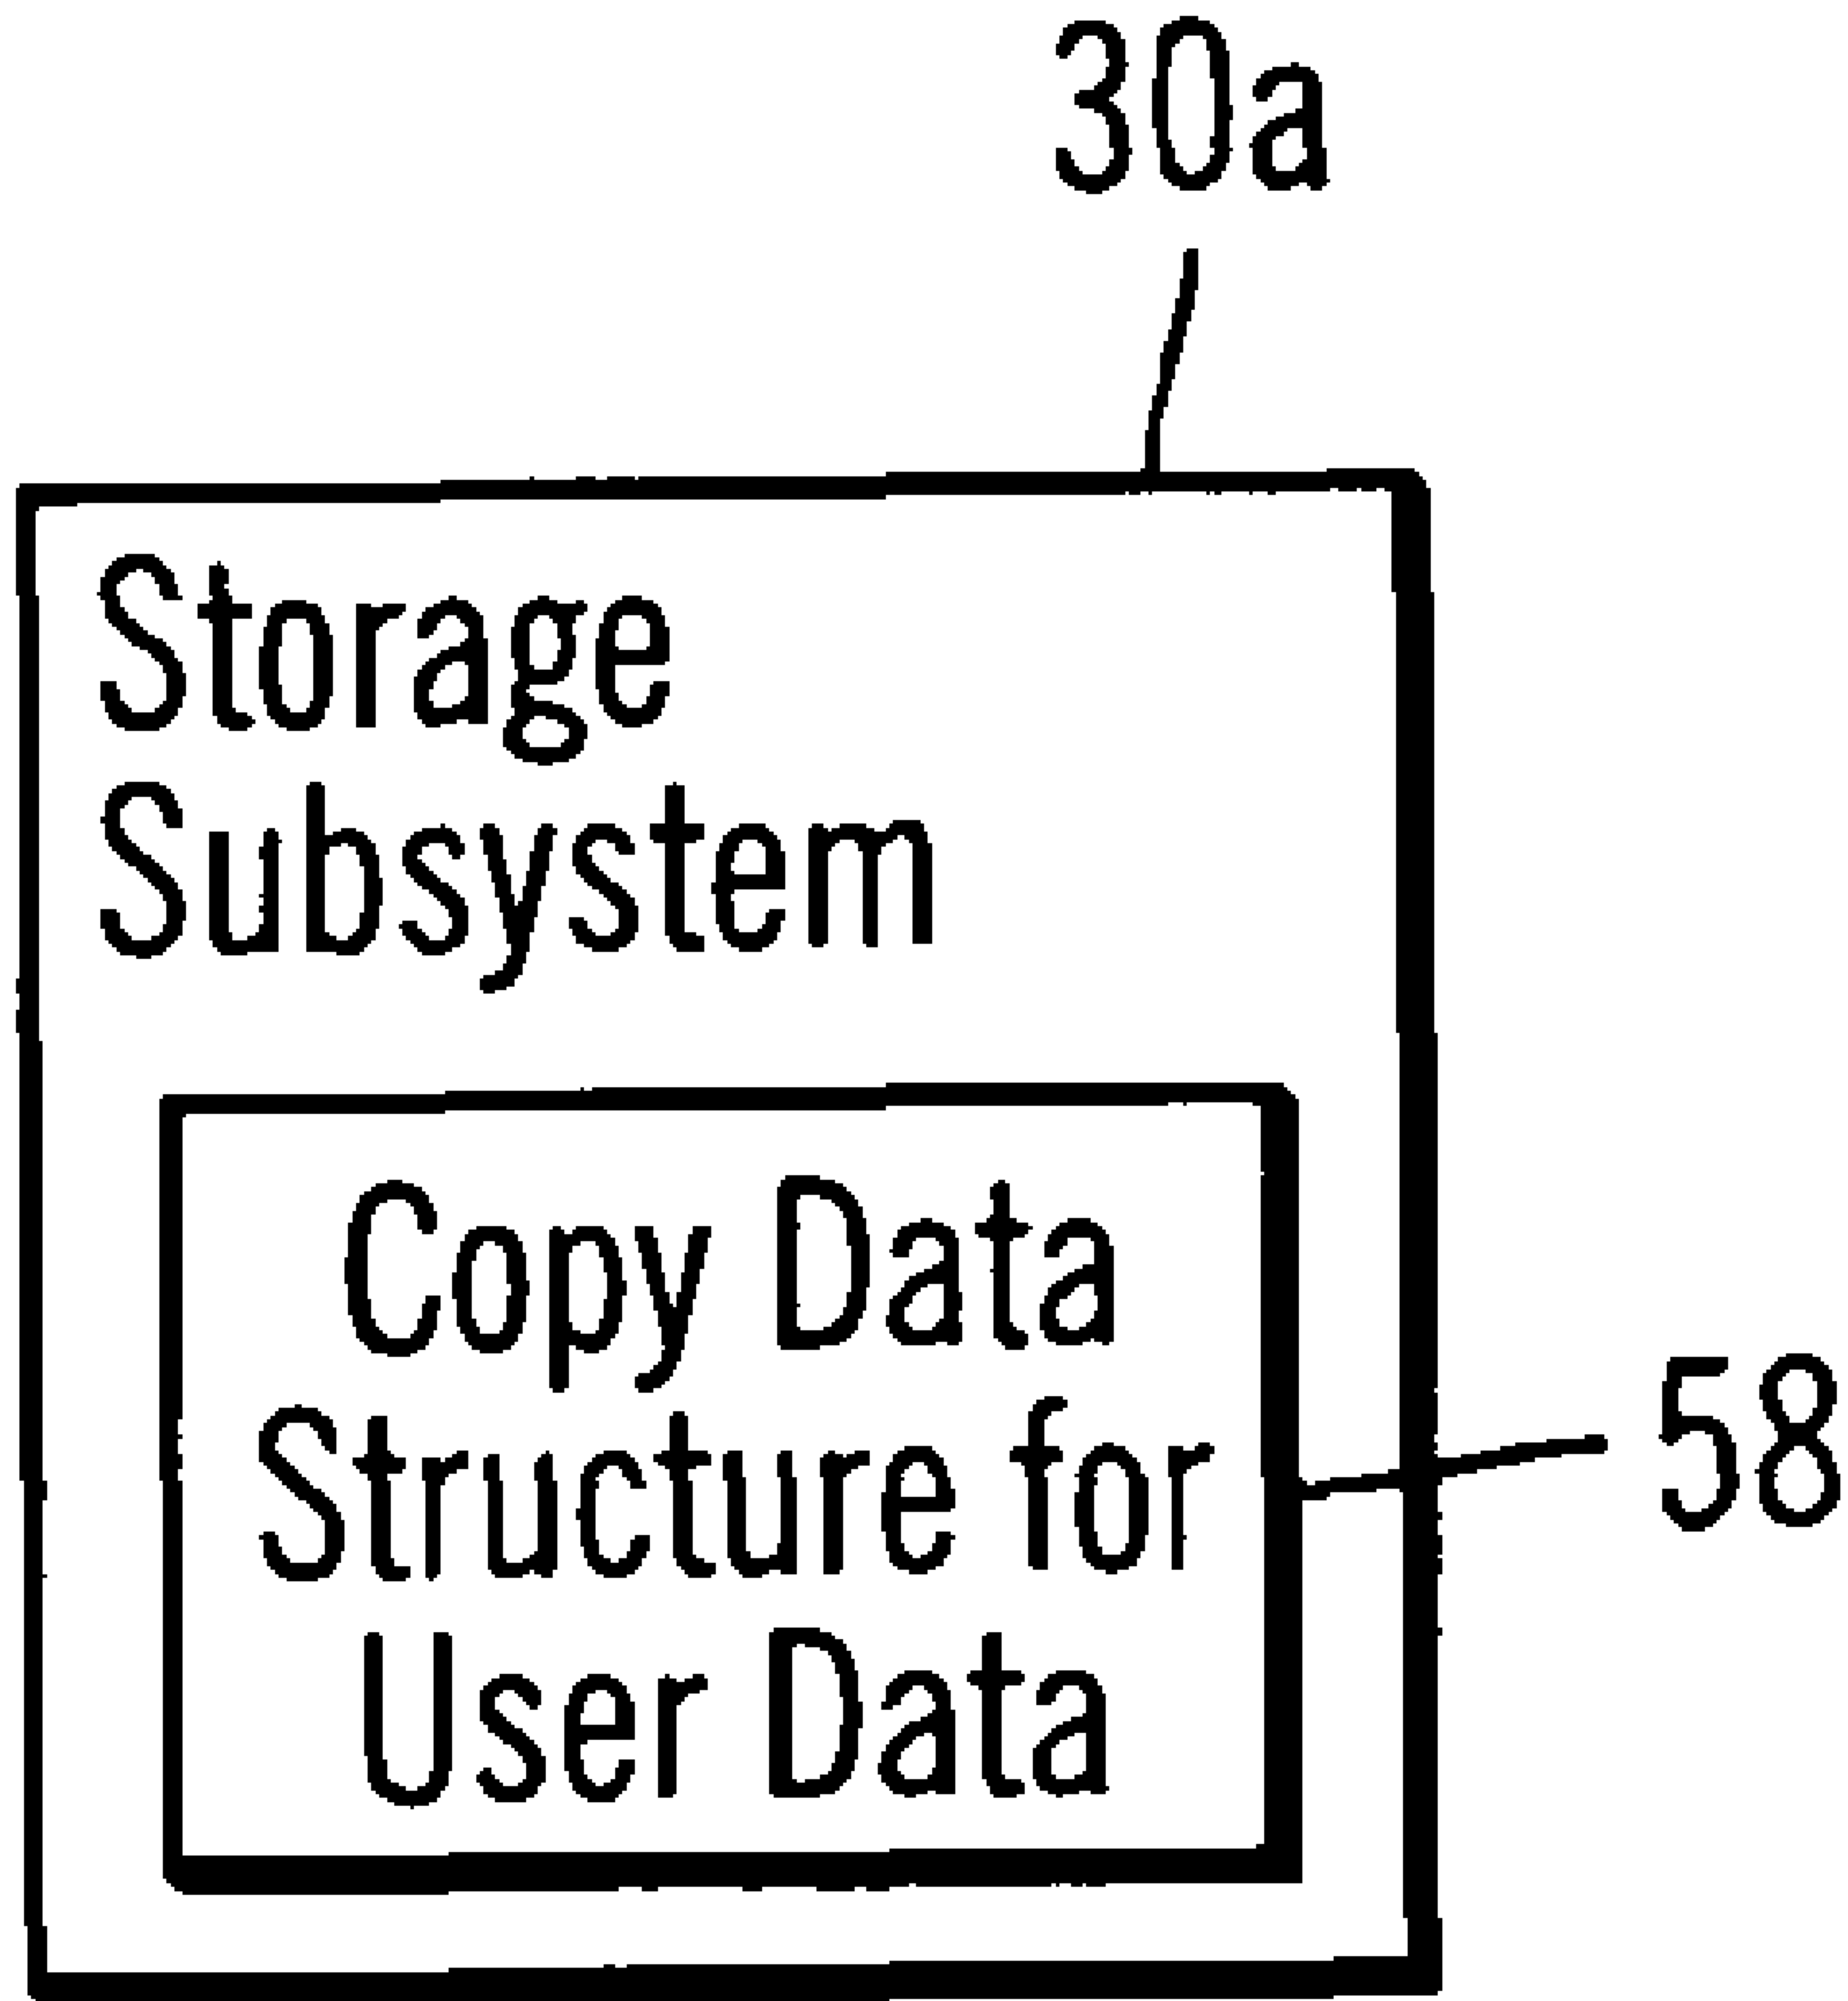 30a
Storage
Subsystem
Copy Data
Structure for
User Data
58